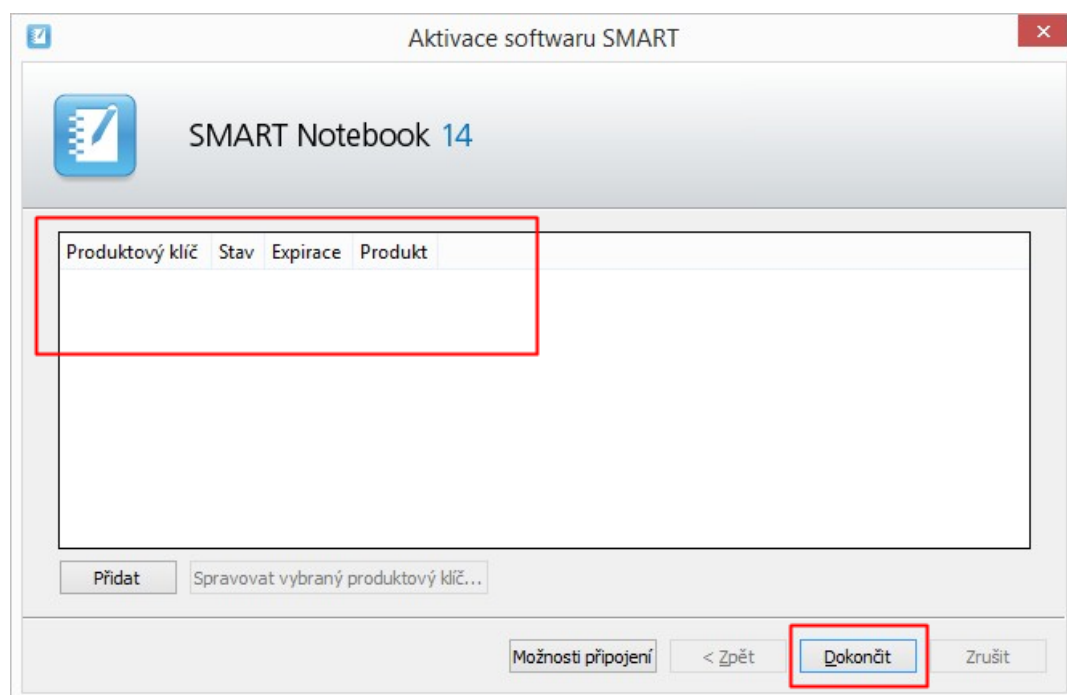 Aktivace softwaru SMART
SMART Notebook 14
Produktový klíč Stav Expirace Produkt
Přidat Spravovat vybraný produktový klíč...
Možnosti připojení < Zpět Dokončit Zrušit